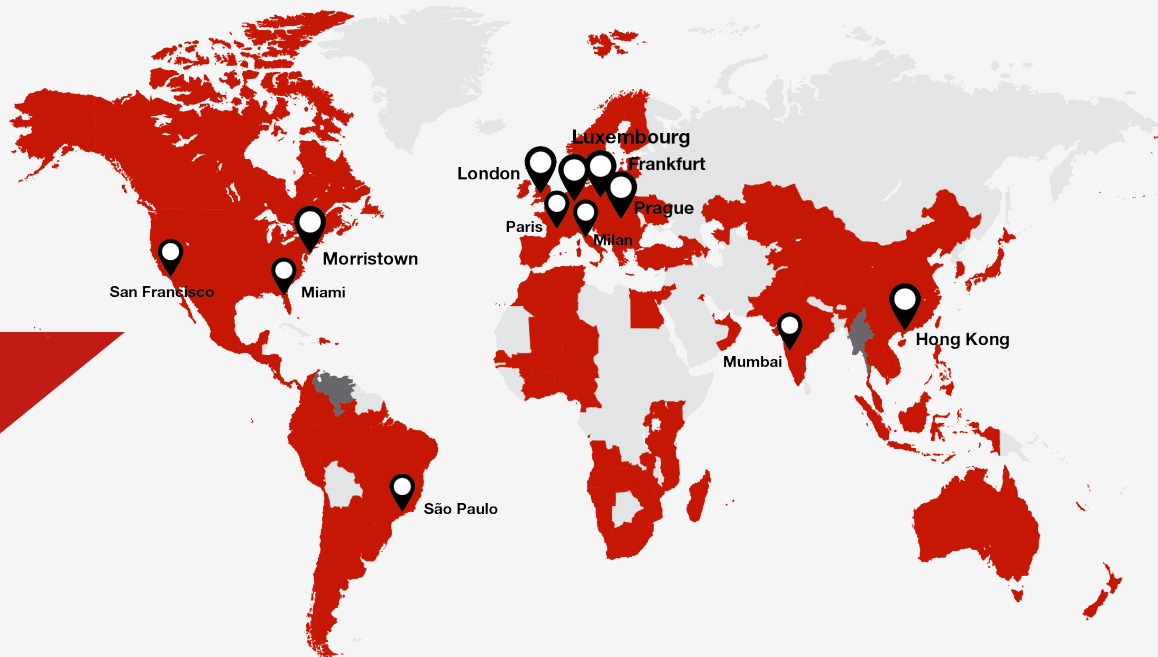 Luxembourg
London
Frankfurt
Prague
Paris
Milan
Morristown
San Francisco
Miami
Hong Kong
Mumbai
São Paulo